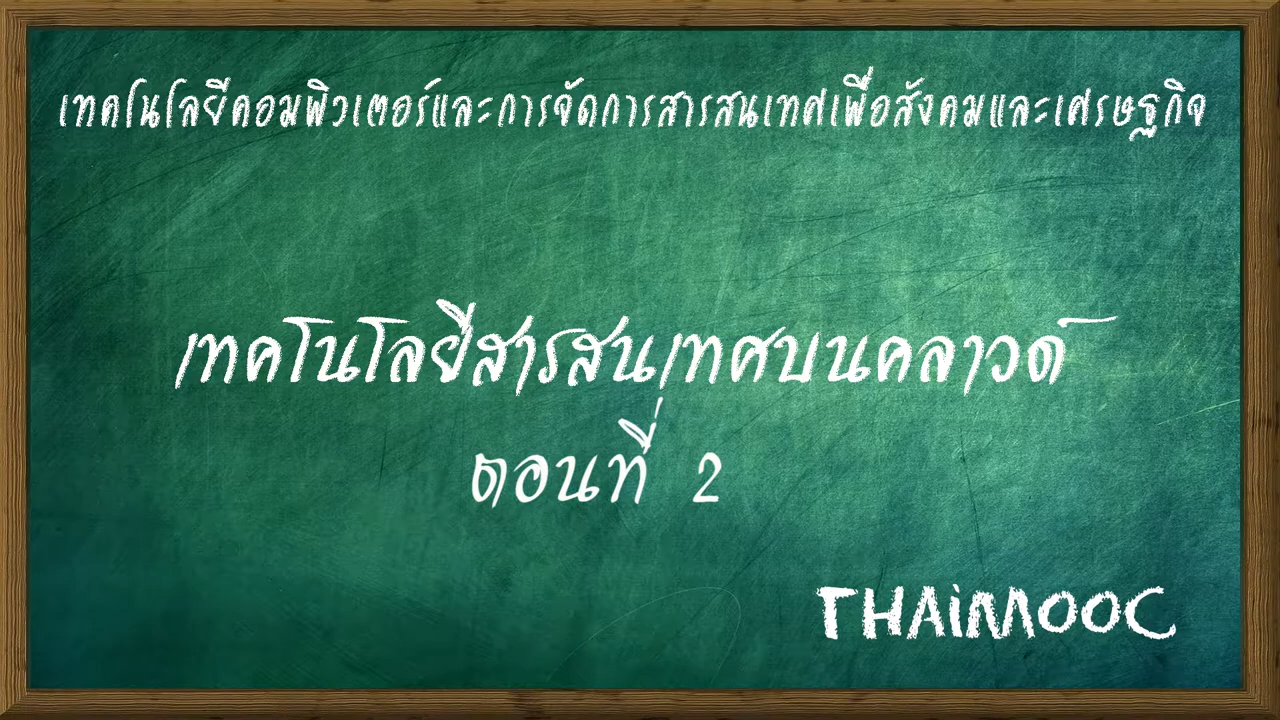 เทคโนโลยีคอมพิวเตอร์และการจัดการสารสนเทศเพื่อสังคมและเศรษฐกิจ
เทคโนโลยีสารสนเทศบนคลาวด์
ตอนที่ 2
THAiMOOC